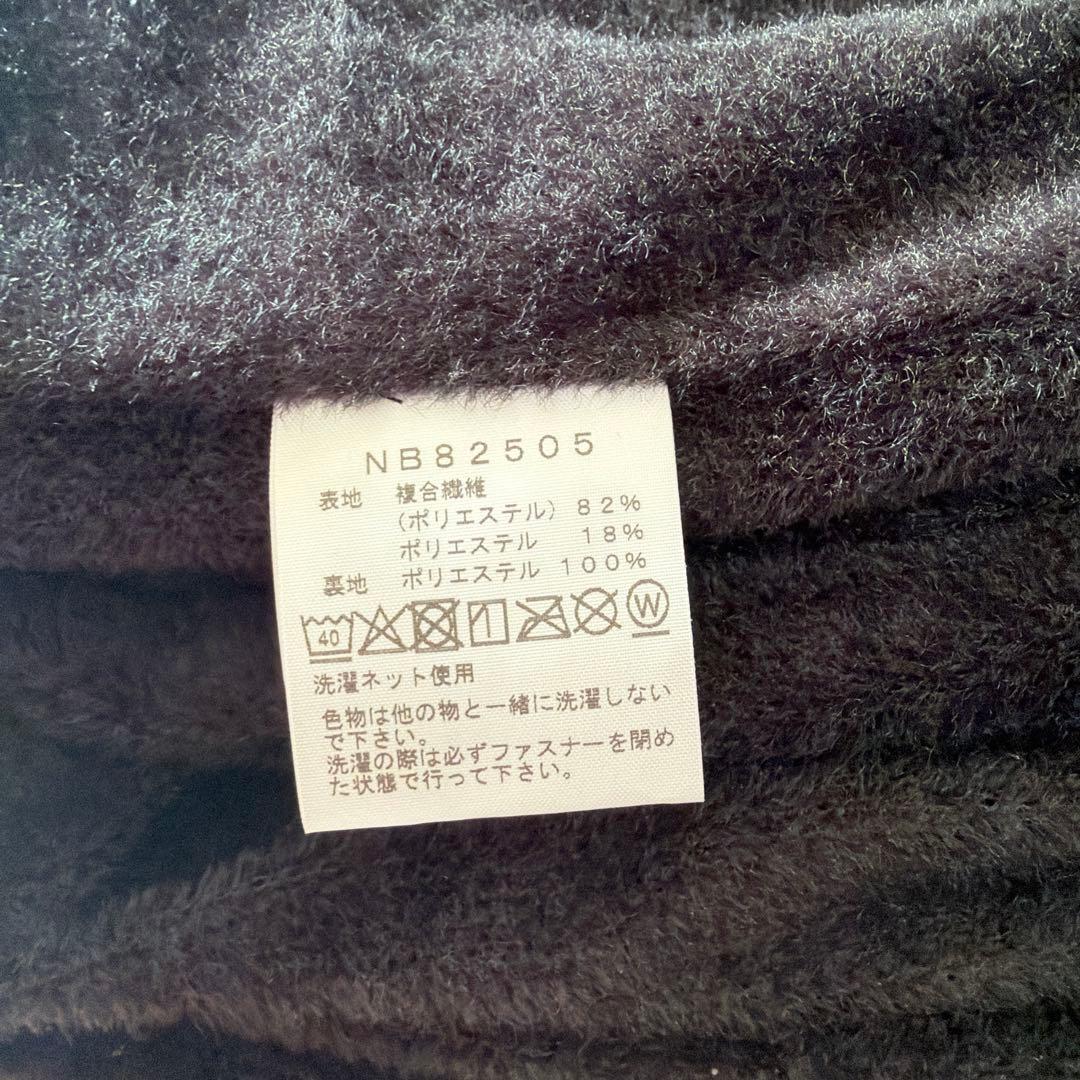 NB82505
表地 複合繊維
(ポリエステル) 82%
ポリエステル 18%
裏地 ポリエステル 100%
40 W
洗濯ネット使用
色物は他の物と一緒に洗濯しない
で下さい。
洗濯の際は必ずファスナーを閉め
た状態で行って下さい。